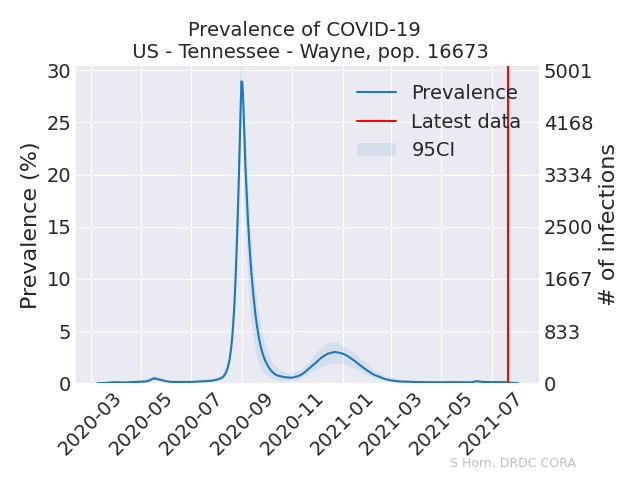 Prevalence of COVID-19
US - Tennessee - Wayne, pop. 16673
Prevalence (%)
30
25
20
15
10
5
0
Prevalence
Latest data
95CI
5001
4168
3334
2500
1667
833
0
# of infections
2020-03
2020-05
2020-07
2020-09
2020-11
2021-01
2021-03
2021-05
2021-07
S Horn, DRDC CORA